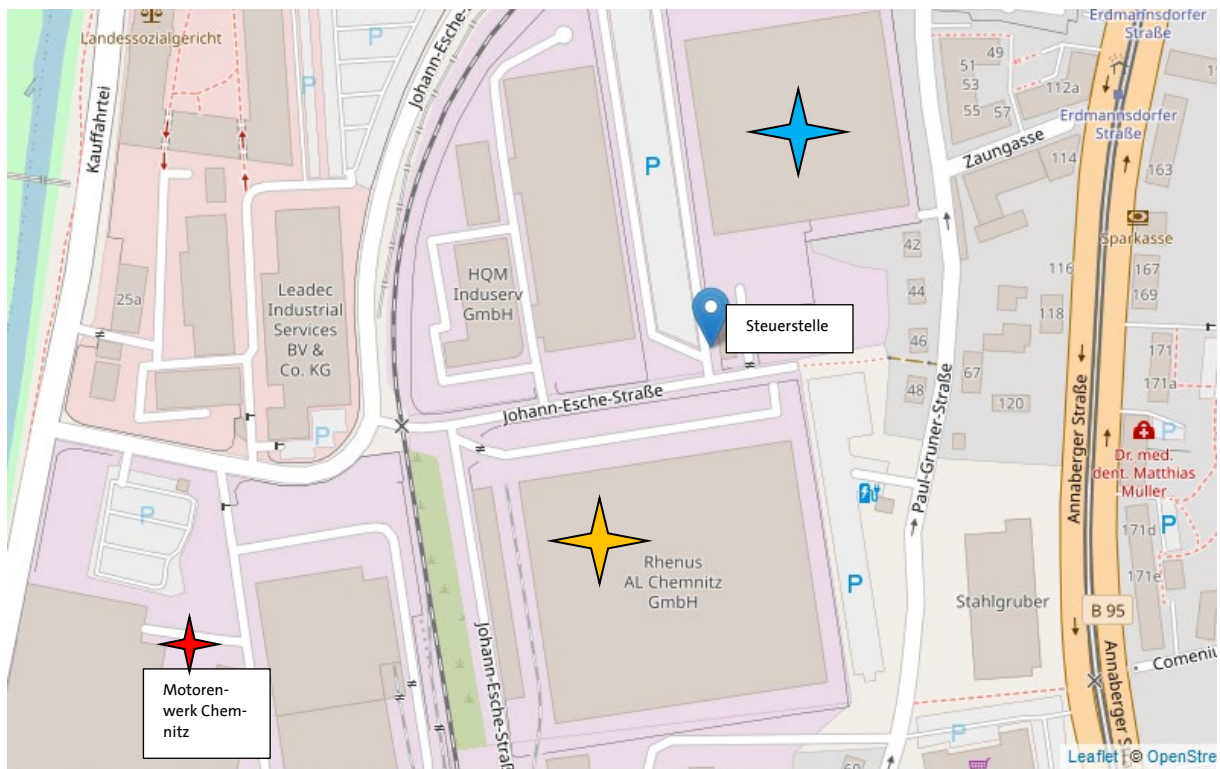 Landessozialgericht
Kauffahrtei
P
P
Johann-Esche-
49
51
53
55
57
112a
Erdmannsdorfer
Straße
Erdmannsdorfer
Straße
Zaungasse
114
163
P
Sparkasse
42
116
167
169
25a
Leadec
Industrial
Services
BV &
Co. KG
HQM
Induserv
GmbH
44
118
Steuerstelle
46
171
171a
67
48
120
Johann-Esche-Straße
P
P
Paul-Gruner-Straße
Annaberger Straße
Dr. med.
dent. Matthias
Müller
P
171d
P
171e
Rhenus
AL Chemnitz
GmbH
P
Stahlgruber
B 95
Motoren-
werk Chem-
nitz
Johann-Esche-Straß
Comeniu
Annaberger S
P
Leaflet | © OpenStre